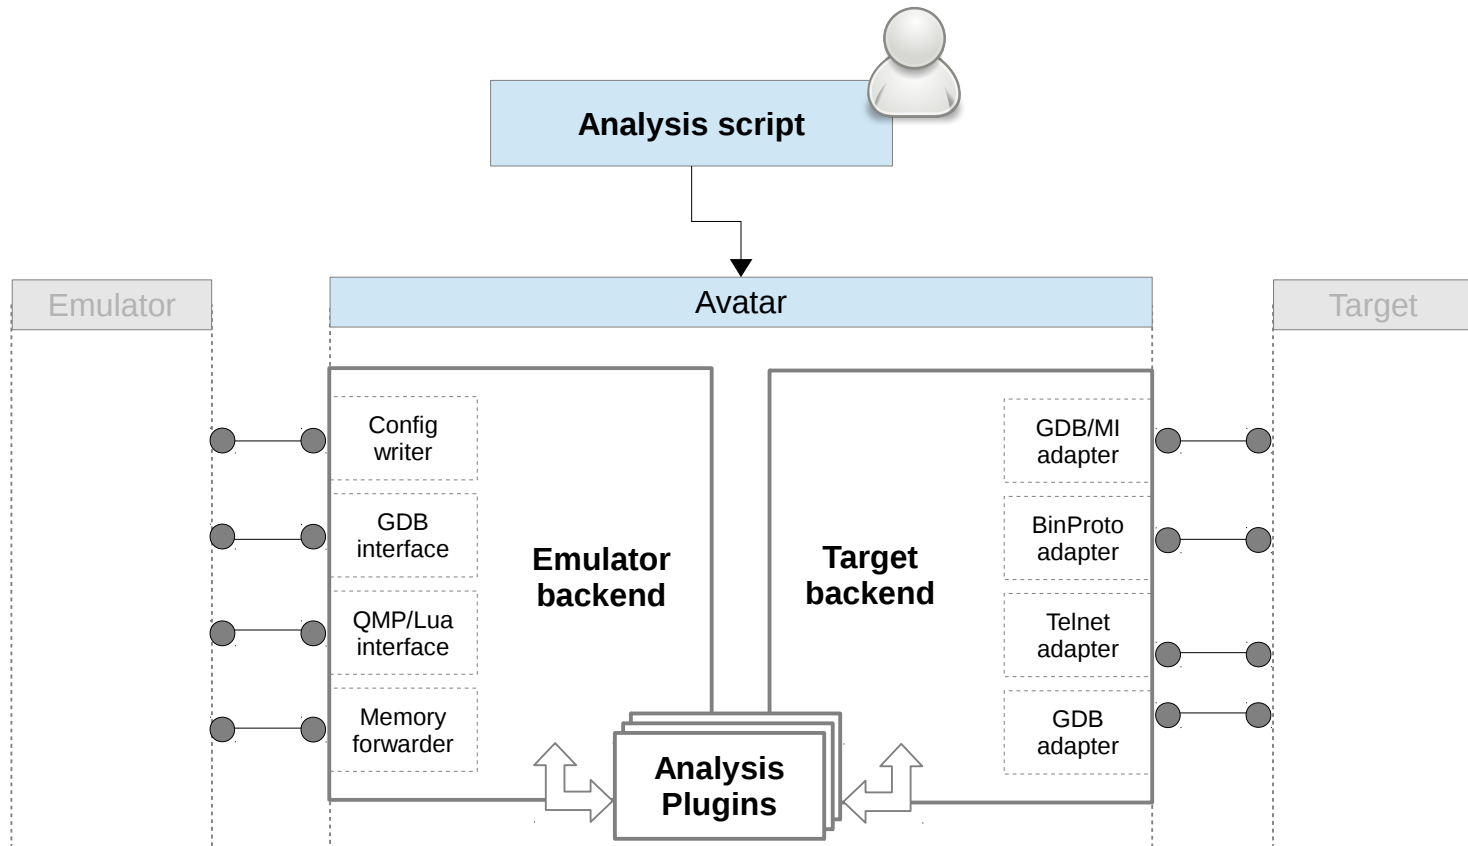 Analysis script
Emulator
Avatar
Target
Config
writer
GDB
interface
QMP/Lua
interface
Memory
forwarder
Emulator
backend
Target
backend
GDB/MI
adapter
BinProto
adapter
Telnet
adapter
GDB
adapter
Analysis
Plugins